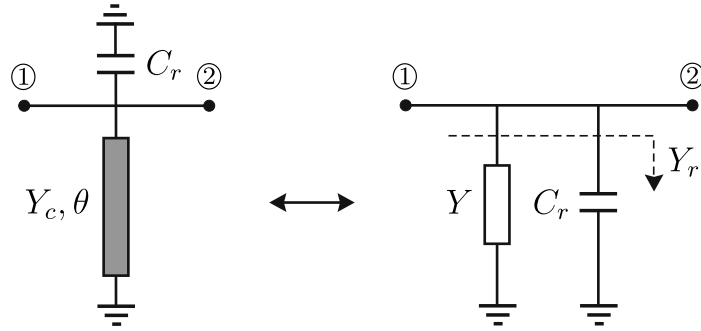 C_r
① ②
Y_c, θ
① ②
Y_r
Y C_r